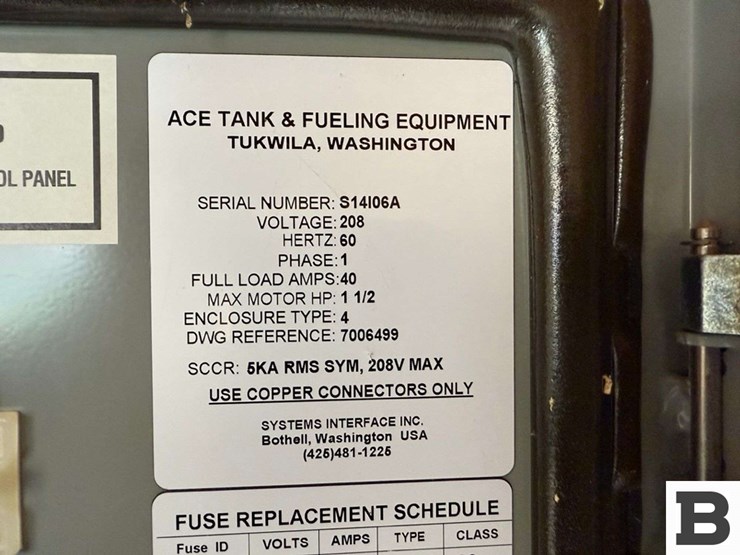 OL PANEL
ACE TANK & FUELING EQUIPMENT
TUKWILA, WASHINGTON
SERIAL NUMBER: S14I06A
VOLTAGE: 208
HERTZ: 60
PHASE: 1
FULL LOAD AMPS: 40
MAX MOTOR HP: 1 1/2
ENCLOSURE TYPE: 4
DWG REFERENCE: 7006499
SCCR: 5KA RMS SYM, 208V MAX
USE COPPER CONNECTORS ONLY
SYSTEMS INTERFACE INC.
Bothell, Washington USA
(425)481-1225
FUSE REPLACEMENT SCHEDULE
Fuse ID VOLTS AMPS TYPE CLASS
B